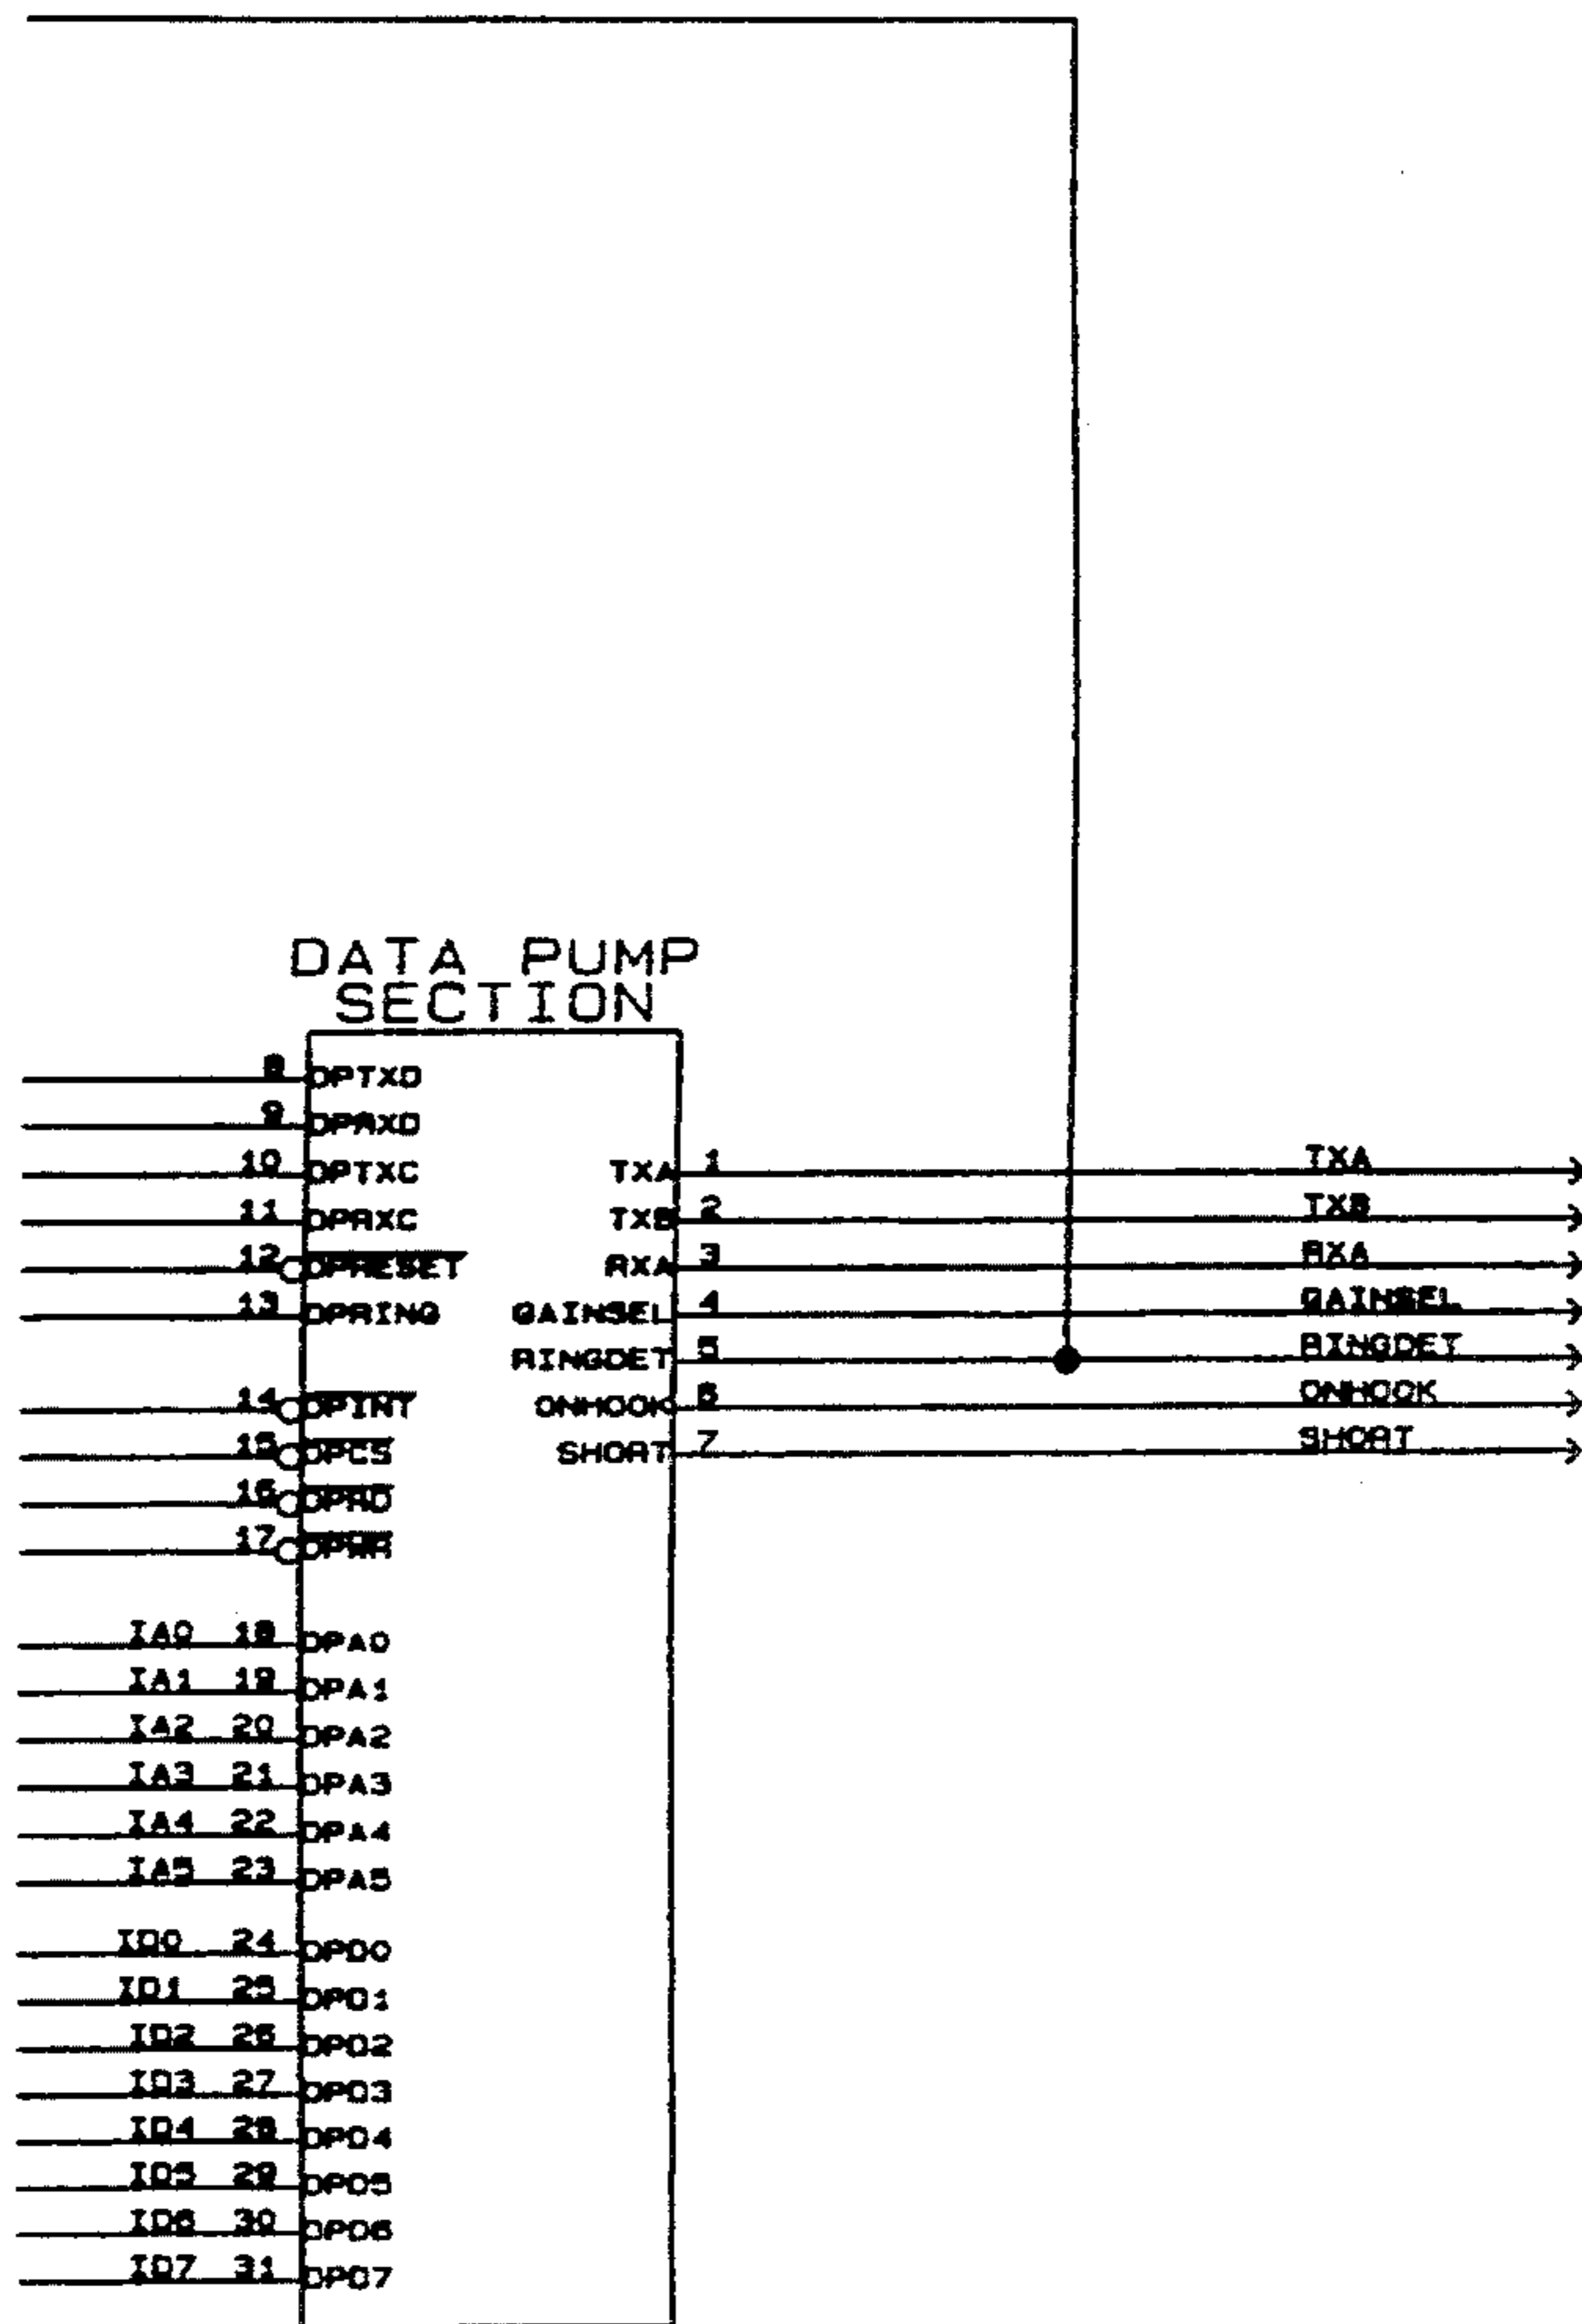 DATA PUMP
SECTION
8 DPTXD
9 DPRXD
10 DPTXC TXA 1 TXA
11 DPRXC TXB 2 TXB
12 DPRESET RXA 3 RXA
13 DPRING GAINSEL 4 GAINSEL
RINGDET 5 RINGDET
14 DPINT ONHOOK 6 ONHOOK
15 DPCS SHORT 7 SHORT
16 DPRD
17 DPWR
IA0 18 DPA0
IA1 19 DPA1
IA2 20 DPA2
IA3 21 DPA3
IA4 22 DPA4
IA5 23 DPA5
ID0 24 DPD0
ID1 25 DPD1
ID2 26 DPD2
ID3 27 DPD3
ID4 28 DPD4
ID5 29 DPD5
ID6 30 DPD6
ID7 31 DPD7